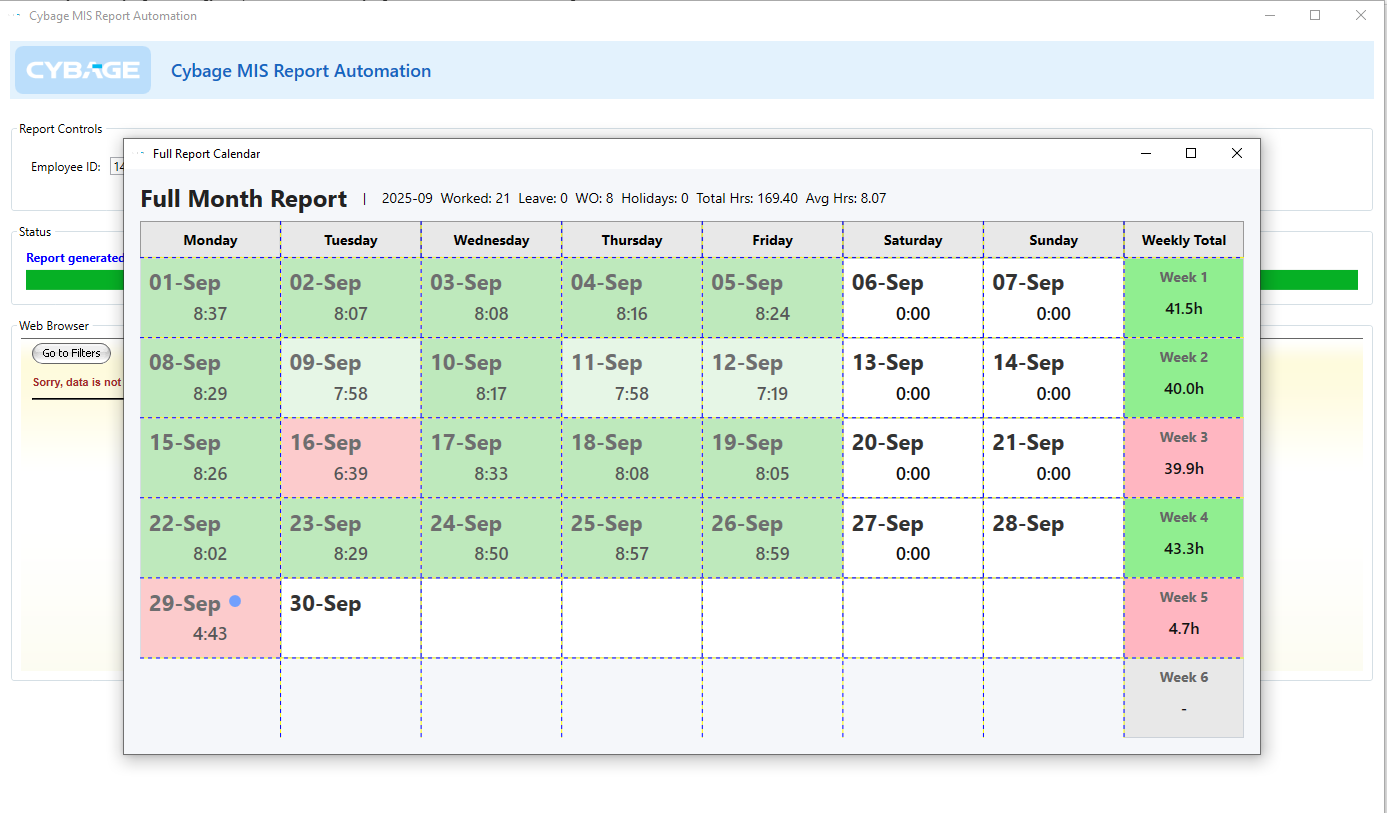 Cybage MIS Report Automation
CYBAGE Cybage MIS Report Automation
Report Controls
Employee ID: 14
Status
Report generated
Web Browser
Go to Filters
Sorry, data is not
Full Report Calendar
Full Month Report | 2025-09 Worked: 21 Leave: 0 WO: 8 Holidays: 0 Total Hrs: 169.40 Avg Hrs: 8.07
Monday Tuesday Wednesday Thursday Friday Saturday Sunday Weekly Total
01-Sep 02-Sep 03-Sep 04-Sep 05-Sep 06-Sep 07-Sep Week 1
8:37 8:07 8:08 8:16 8:24 0:00 0:00 41.5h
08-Sep 09-Sep 10-Sep 11-Sep 12-Sep 13-Sep 14-Sep Week 2
8:29 7:58 8:17 7:58 7:19 0:00 0:00 40.0h
15-Sep 16-Sep 17-Sep 18-Sep 19-Sep 20-Sep 21-Sep Week 3
8:26 6:39 8:33 8:08 8:05 0:00 0:00 39.9h
22-Sep 23-Sep 24-Sep 25-Sep 26-Sep 27-Sep 28-Sep Week 4
8:02 8:29 8:50 8:57 8:59 0:00 43.3h
29-Sep 30-Sep Week 5
4:43 4.7h
Week 6
-